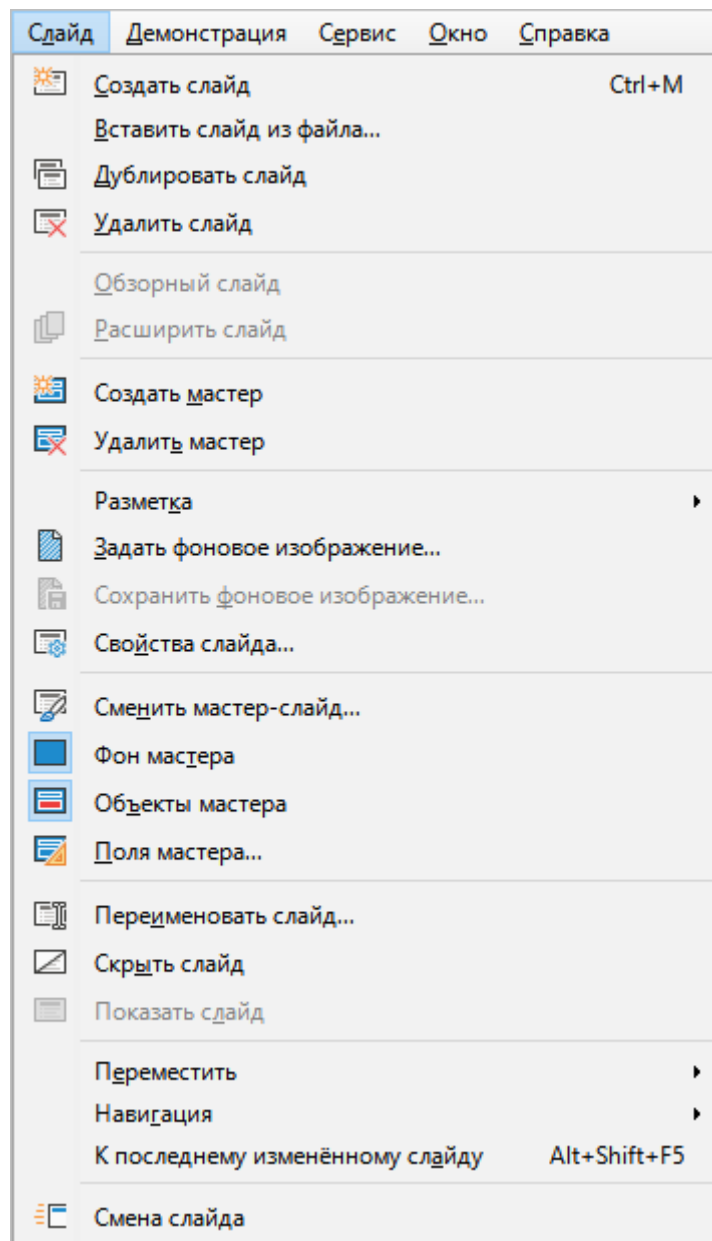 Слайд Демонстрация Сервис Окно Справка
Создать слайд Ctrl+M
Вставить слайд из файла...
Дублировать слайд
Удалить слайд
Обзорный слайд
Расширить слайд
Создать мастер
Удалить мастер
Разметка
Задать фоновое изображение...
Сохранить фоновое изображение...
Свойства слайда...
Сменить мастер-слайд...
Фон мастера
Объекты мастера
Поля мастера...
Переименовать слайд...
Скрыть слайд
Показать слайд
Переместить
Навигация
К последнему изменённому слайду Alt+Shift+F5
Смена слайда